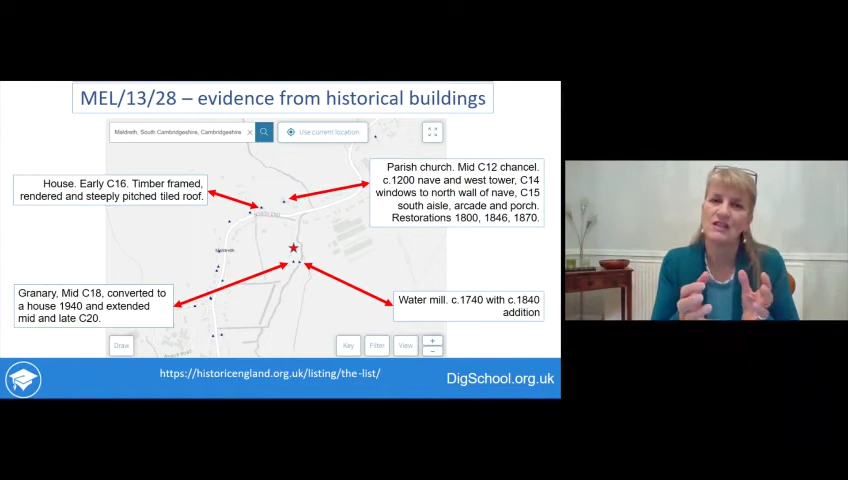 MEL/13/28 – evidence from historical buildings
Meldreth, South Cambridgeshire, Cambridgeshire
Use current location
House. Early C16. Timber framed,
rendered and steeply pitched tiled roof.
Parish church. Mid C12 chancel.
c.1200 nave and west tower, C14
windows to north wall of nave, C15
south aisle, arcade and porch.
Restorations 1800, 1846, 1870.
Meldreth
Granary, Mid C18, converted to
a house 1940 and extended
mid and late C20.
Water mill. c.1740 with c.1840
addition
Draw
Key
Filter
View
+
−
https://historicengland.org.uk/listing/the-list/
DigSchool.org.uk